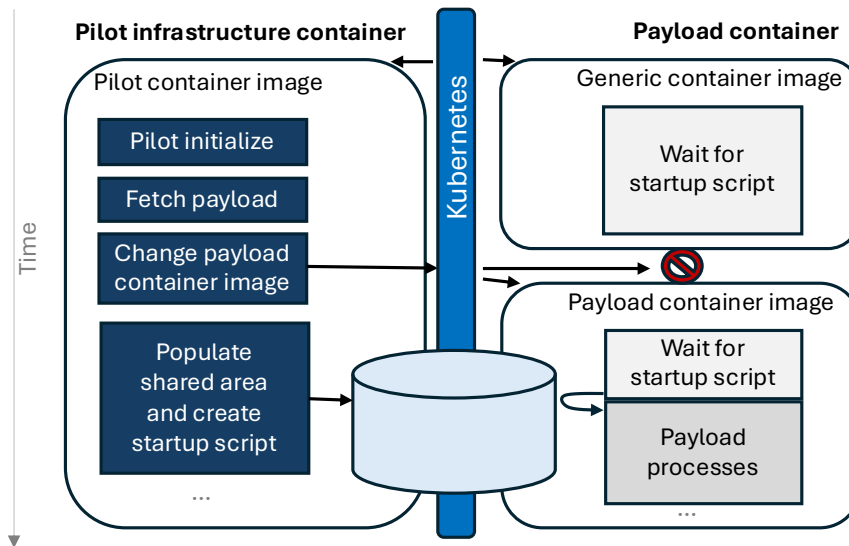 Pilot infrastructure container
Payload container
Pilot container image
Generic container image
Pilot initialize
Fetch payload
Change payload
container image
Populate
shared area
and create
startup script
...
Kubernetes
Wait for
startup script
Payload container image
Wait for
startup script
Payload
processes
...
Time